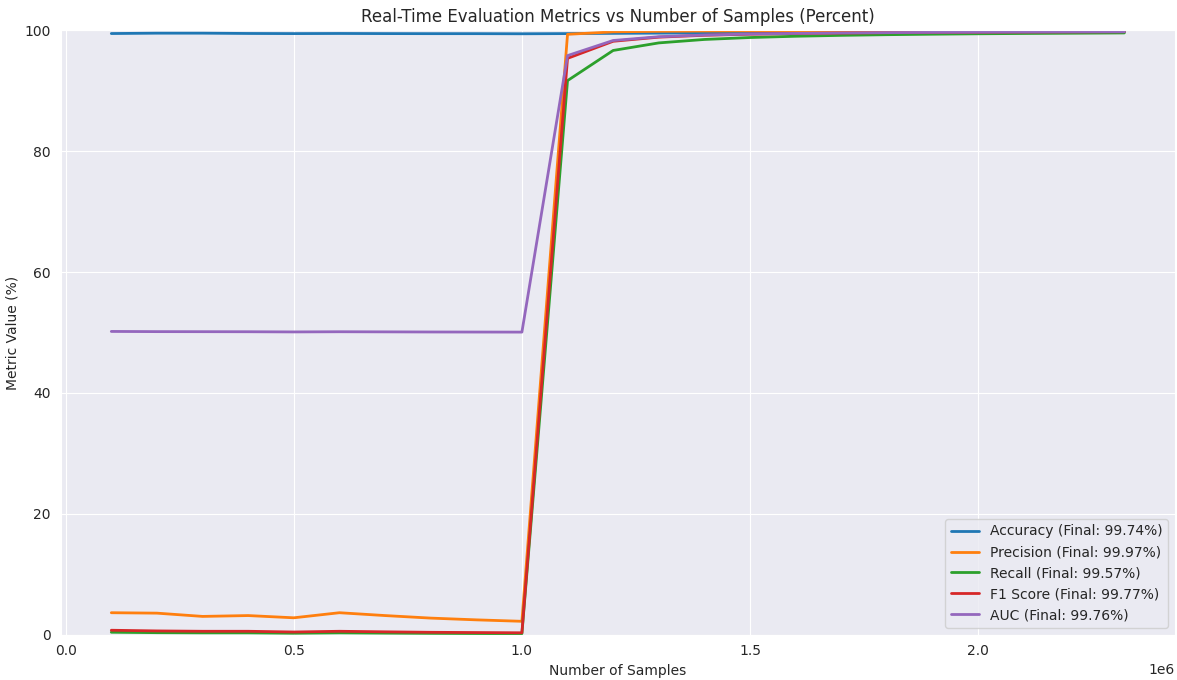 Real-Time Evaluation Metrics vs Number of Samples (Percent)
100
80
60
40
20
0
Metric Value (%)
0.0
0.5
1.0
1.5
2.0
1e6
Number of Samples
Accuracy (Final: 99.74%)
Precision (Final: 99.97%)
Recall (Final: 99.57%)
F1 Score (Final: 99.77%)
AUC (Final: 99.76%)